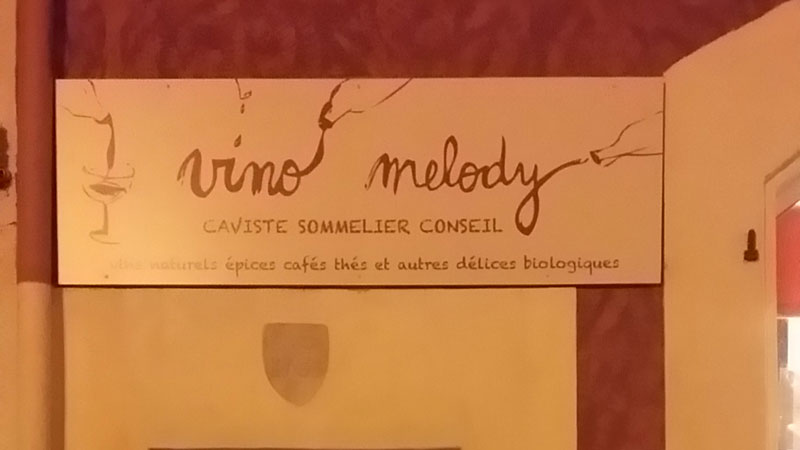 vino melody
CAVISTE SOMMELIER CONSEIL
vins naturels épices cafés thés et autres délices biologiques